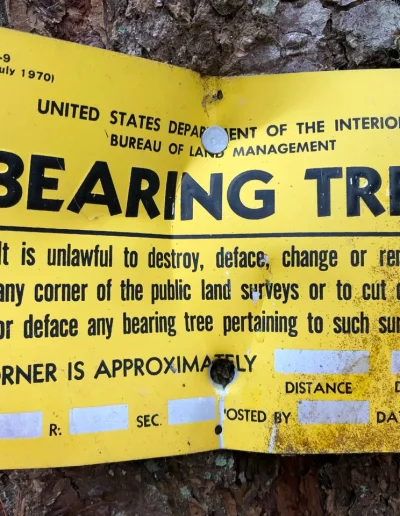 -9
uly 1970)
UNITED STATES DEPARTMENT OF THE INTERIO
BUREAU OF LAND MANAGEMENT
BEARING TRE
It is unlawful to destroy, deface, change or re
any corner of the public land surveys or to cut
or deface any bearing tree pertaining to such su
ORNER IS APPROXIMATELY
DISTANCE D
R: SEC. POSTED BY DA